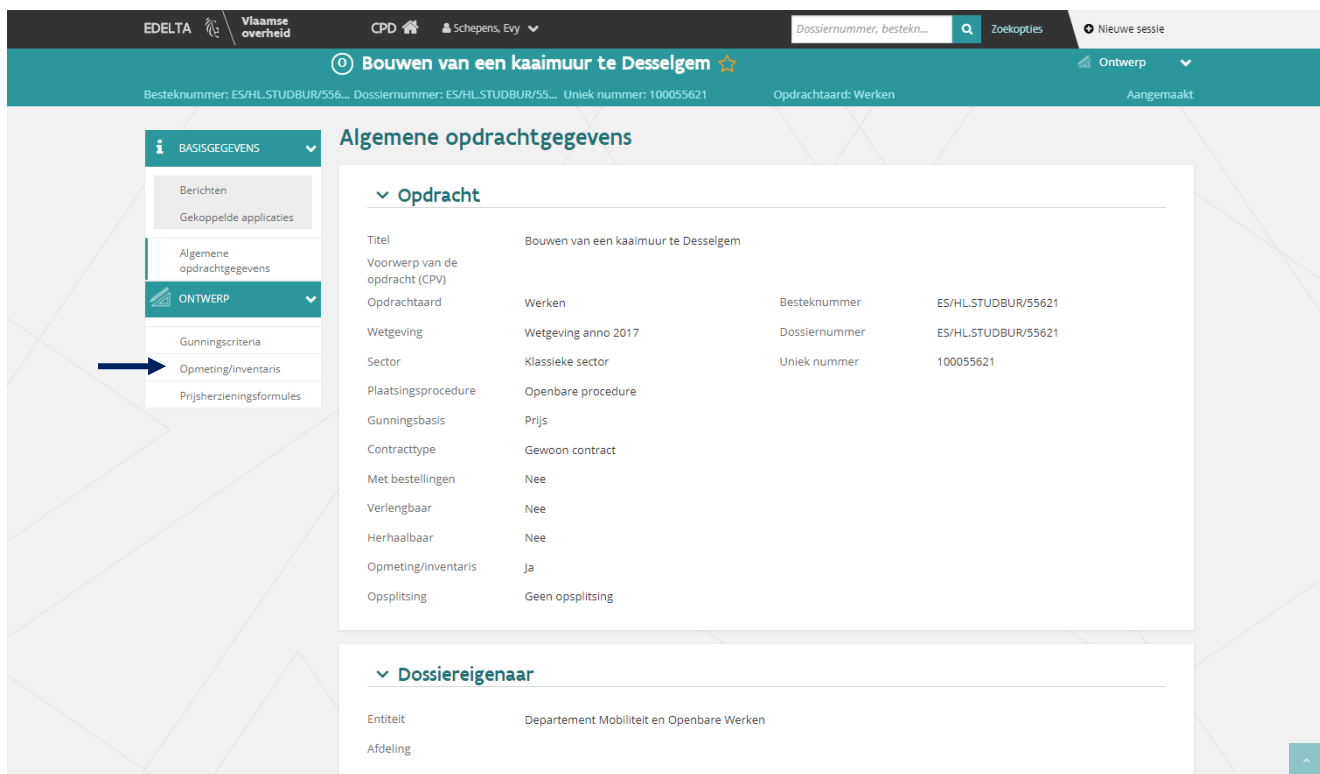 EDELTA Vlaamse overheid CPD Schepens, Evy Dossiernummer, bestekn... Zoekopties Nieuwe sessie
O Bouwen van een kaaimuur te Desselgem Ontwerp
Besteknummer: ES/HL.STUDBUR/556... Dossiernummer: ES/HL.STUDBUR/55... Uniek nummer: 100055621 Opdrachtaard: Werken Aangemaakt
BASISGEGEVENS
Berichten
Gekoppelde applicaties
Algemene
opdrachtgegevens
ONTWERP
Gunningscriteria
Opmeting/inventaris
Prijsherzieningsformules
Algemene opdrachtgegevens
Opdracht
Titel Bouwen van een kaaimuur te Desselgem
Voorwerp van de
opdracht (CPV)
Opdrachtaard Werken Besteknummer ES/HL.STUDBUR/55621
Wetgeving Wetgeving anno 2017 Dossiernummer ES/HL.STUDBUR/55621
Sector Klassieke sector Uniek nummer 100055621
Plaatsingsprocedure Openbare procedure
Gunningsbasis Prijs
Contracttype Gewoon contract
Met bestellingen Nee
Verlengbaar Nee
Herhaalbaar Nee
Opmeting/inventaris Ja
Opsplitsing Geen opsplitsing
Dossiereigenaar
Entiteit Departement Mobiliteit en Openbare Werken
Afdeling